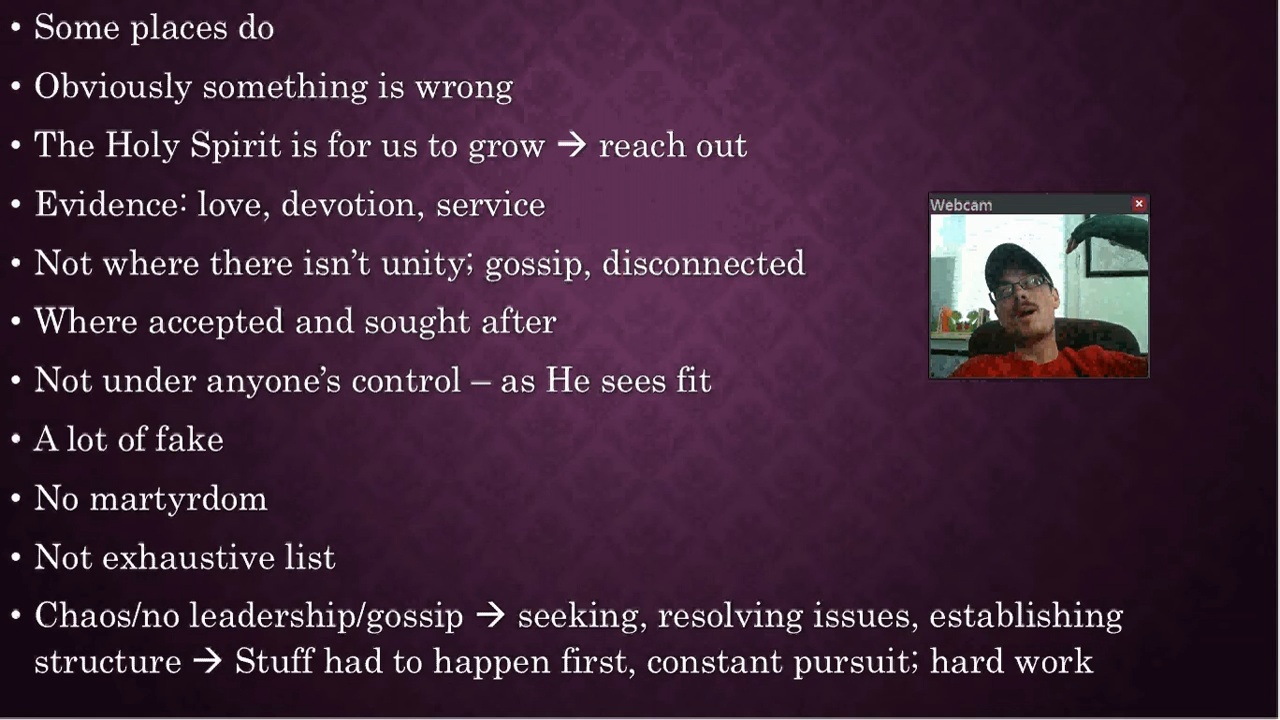 • Some places do
• Obviously something is wrong
• The Holy Spirit is for us to grow → reach out
• Evidence: love, devotion, service
• Not where there isn’t unity; gossip, disconnected
Webcam
• Where accepted and sought after
• Not under anyone’s control – as He sees fit
• A lot of fake
• No martyrdom
• Not exhaustive list
• Chaos/no leadership/gossip → seeking, resolving issues, establishing
structure → Stuff had to happen first, constant pursuit; hard work